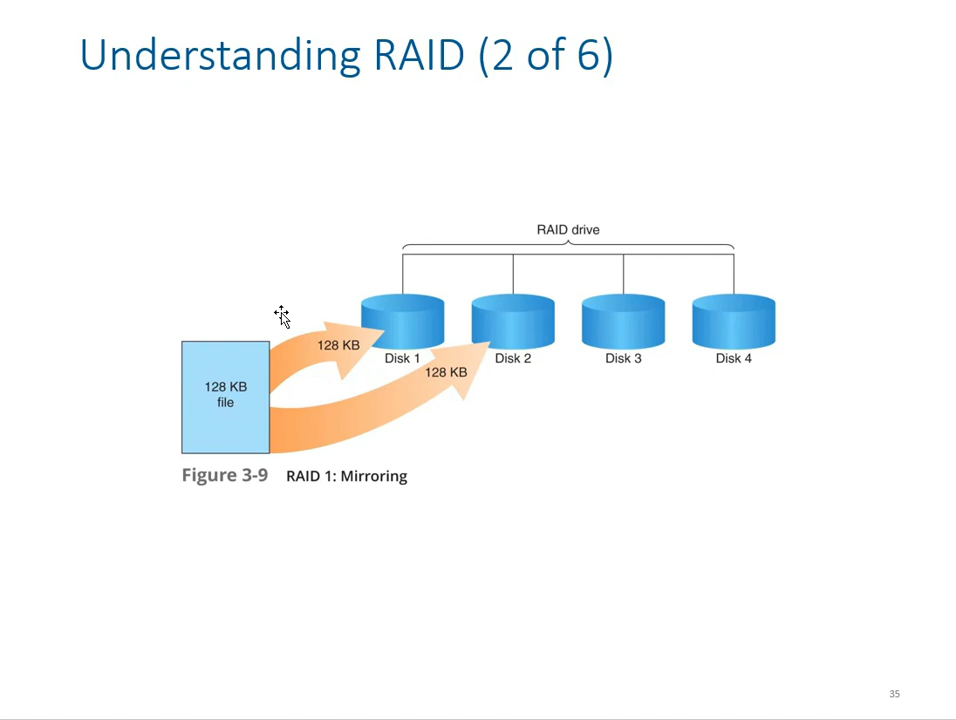 Understanding RAID (2 of 6)
RAID drive
128 KB
Disk 1
Disk 2
Disk 3
Disk 4
128 KB
128 KB
file
Figure 3-9 RAID 1: Mirroring
35